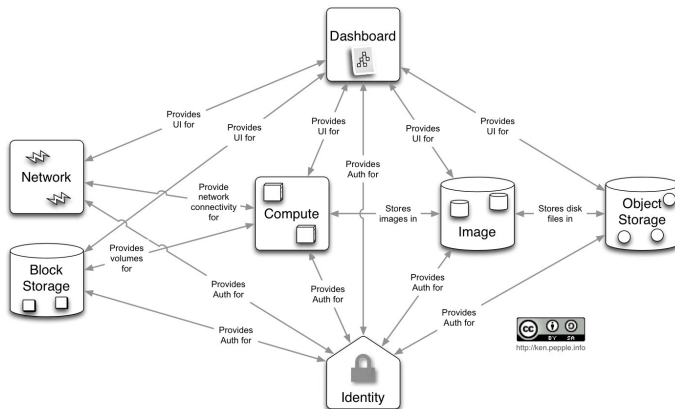 Dashboard
Provides
UI for
Provides
UI for
Provides
UI for
Provides
UI for
Provides
UI for
Provides
Auth for
Network
Provide
network
connectivity
for
Compute
Stores
images in
Image
Stores disk
files in
Object
Storage
Block
Storage
Provides
volumes
for
Provides
Auth for
Provides
Auth for
Provides
Auth for
Provides
Auth for
Provides
Auth for
Identity
cc
BY SA
http://ken.pepple.info